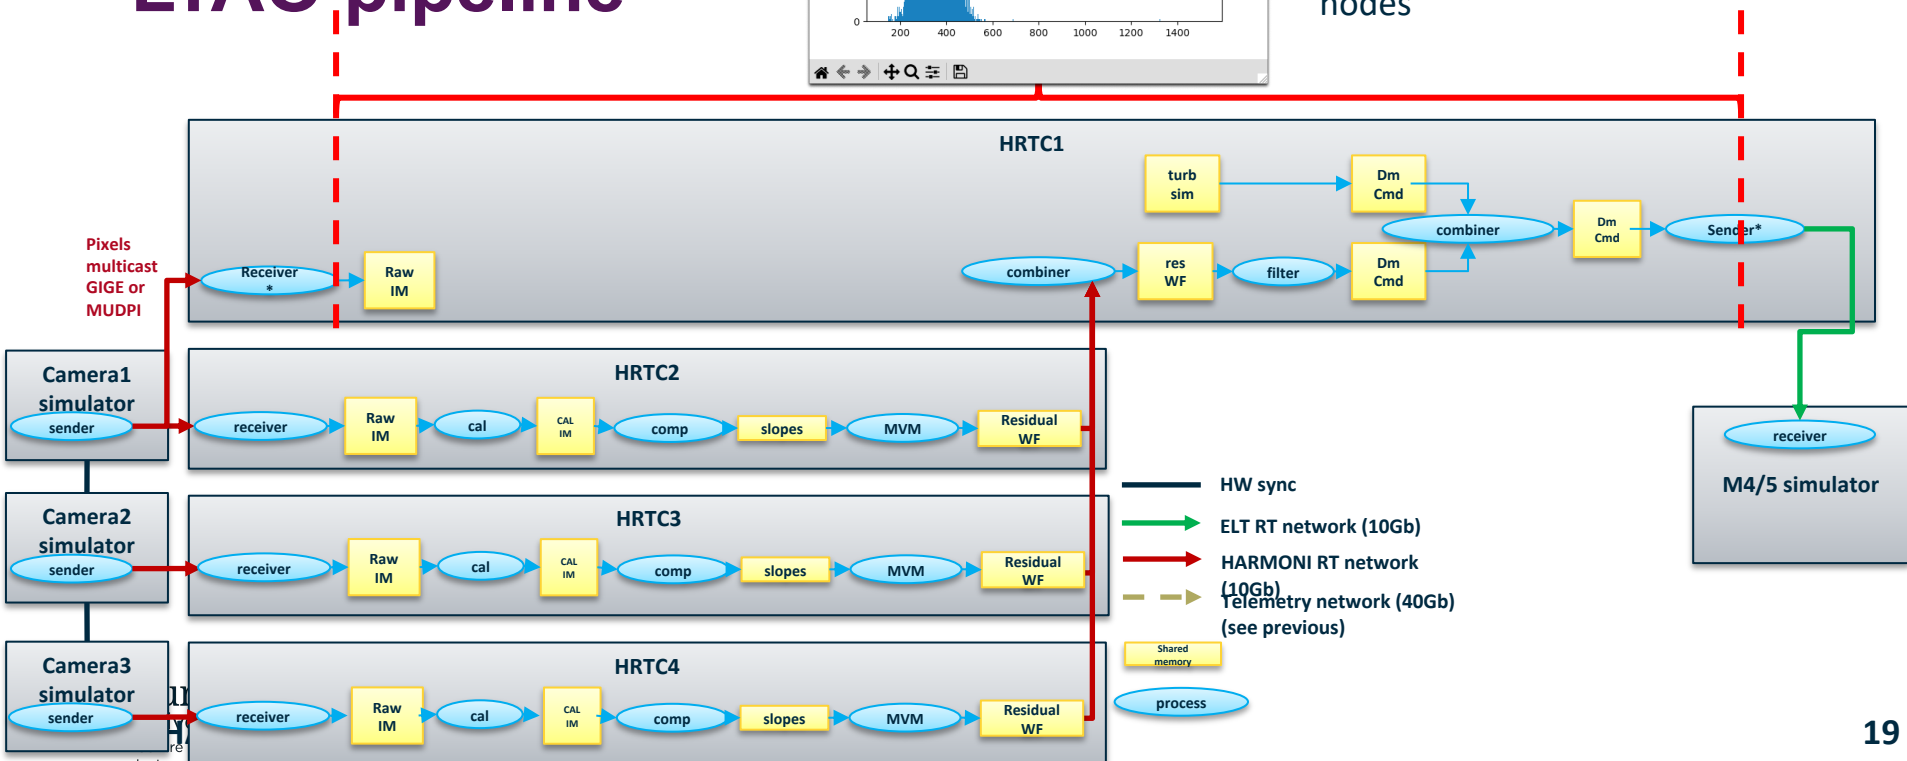 LTAO pipeline
nodes
0
200 400 600 800 1000 1200 1400
HRTC1
turb
sim
Dm
Cmd
combiner
Dm
Cmd
Sender*
Pixels
multicast
GIGE or
MUDPI
Receiver
*
Raw
IM
combiner
res
WF
filter
Dm
Cmd
Camera1
simulator
sender
HRTC2
receiver
Raw
IM
cal
CAL
IM
comp
slopes
MVM
Residual
WF
receiver
M4/5 simulator
Camera2
simulator
sender
HRTC3
receiver
Raw
IM
cal
CAL
IM
comp
slopes
MVM
Residual
WF
HW sync
ELT RT network (10Gb)
HARMONI RT network
(10Gb)
Telemetry network (40Gb)
(see previous)
Shared
memory
process
Camera3
simulator
sender
HRTC4
receiver
Raw
IM
cal
CAL
IM
comp
slopes
MVM
Residual
WF
19